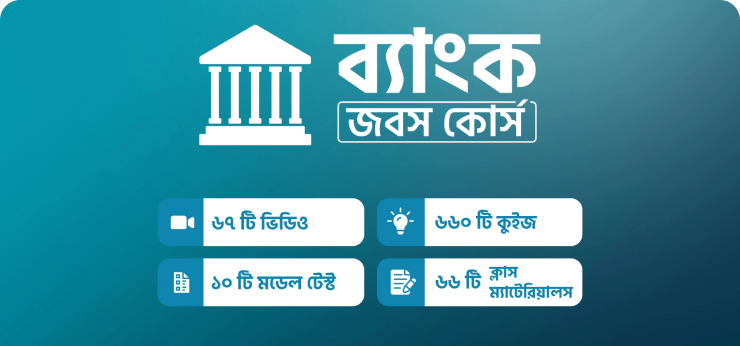 ব্যাংক
জবস কোর্স
৬৭ টি ভিডিও
৬৬০ টি কুইজ
১০ টি মডেল টেস্ট
৬৬ টি ক্লাস
ম্যাটেরিয়ালস